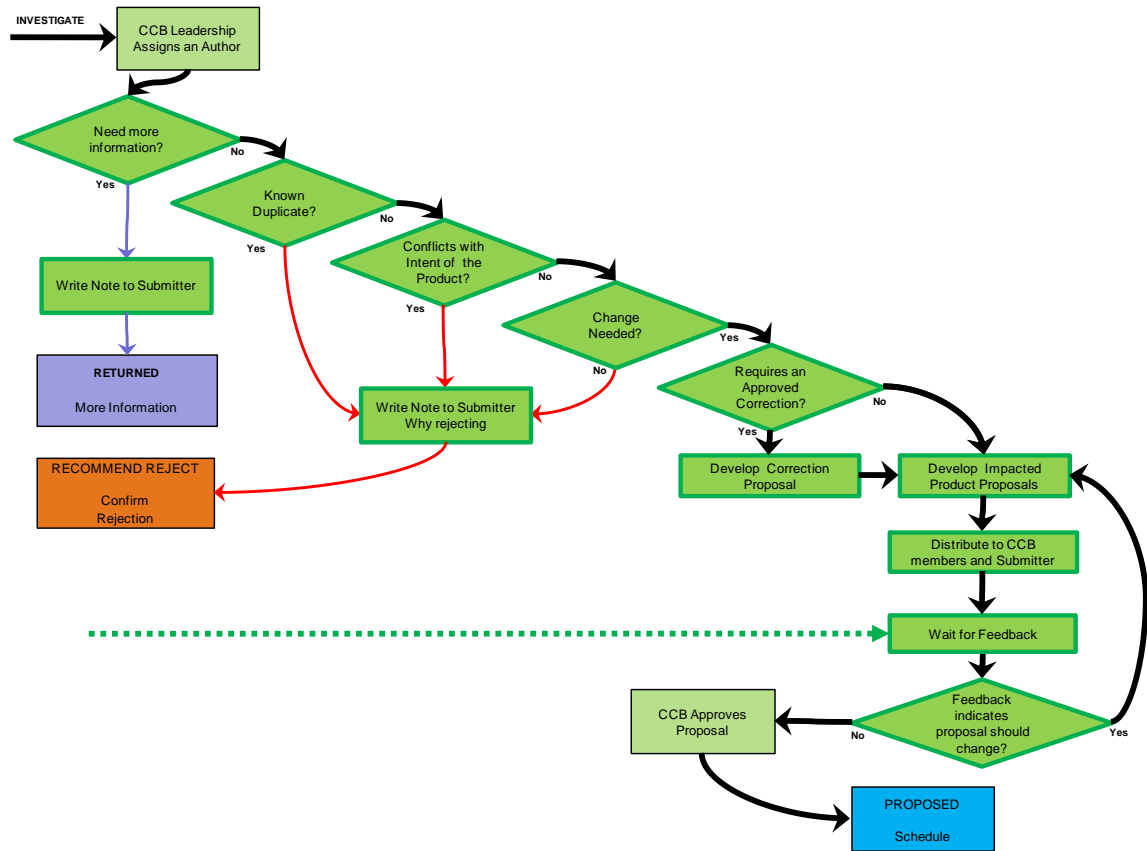 INVESTIGATE
CCB Leadership
Assigns an Author
Need more
information?
No
Yes
Known
Duplicate?
No
Yes
Conflicts with
Intent of the
Product?
No
Yes
Write Note to Submitter
Change
Needed?
Yes
No
RETURNED
More Information
Requires an
Approved
Correction?
No
Yes
Write Note to Submitter
Why rejecting
RECOMMEND REJECT
Confirm
Rejection
Develop Correction
Proposal
Develop Impacted
Product Proposals
Distribute to CCB
members and Submitter
Wait for Feedback
Feedback
indicates
proposal should
change?
No
Yes
CCB Approves
Proposal
PROPOSED
Schedule